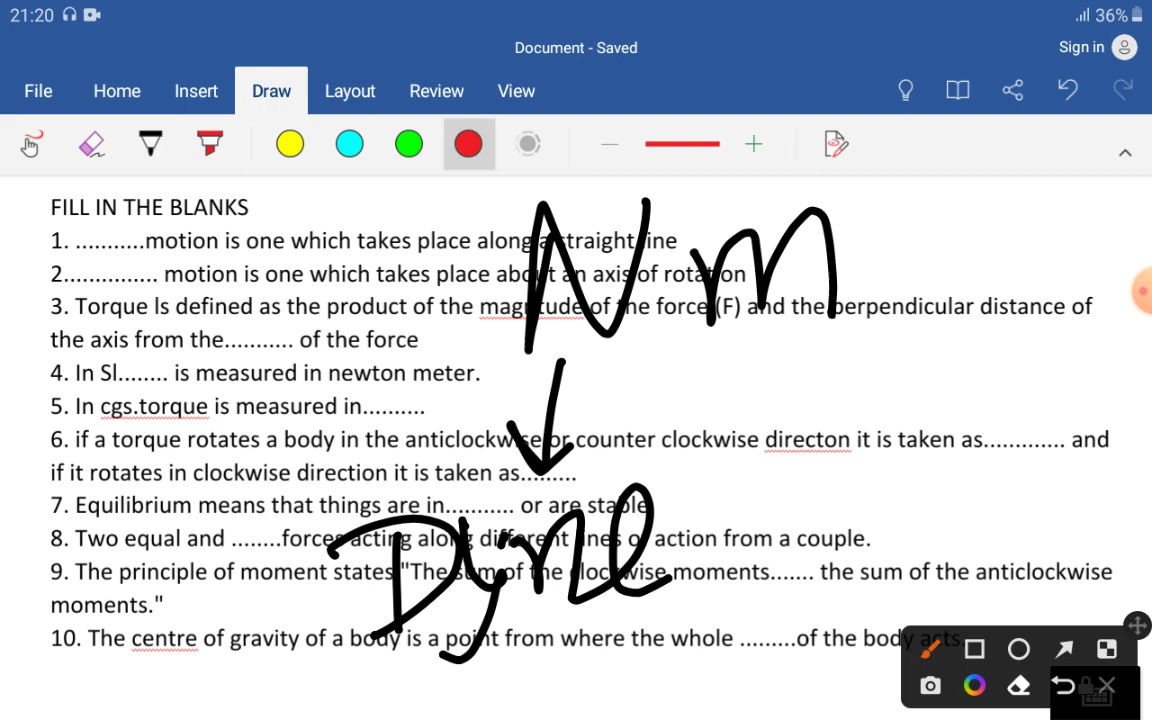 21:20
36%
Document - Saved
Sign in
File Home Insert Draw Layout Review View
FILL IN THE BLANKS
1. ...........motion is one which takes place along a straight line
2............... motion is one which takes place about an axis of rotation
3. Torque ls defined as the product of the magnitude of the force (F) and the perpendicular distance of
the axis from the........... of the force
4. In Sl........ is measured in newton meter.
5. In cgs.torque is measured in..........
6. if a torque rotates a body in the anticlockwise or counter clockwise directon it is taken as............. and
if it rotates in clockwise direction it is taken as.........
7. Equilibrium means that things are in........... or are stable
8. Two equal and ........forces acting along different lines of action from a couple.
9. The principle of moment states "The sum of the clockwise moments....... the sum of the anticlockwise
moments."
10. The centre of gravity of a body is a point from where the whole .........of the body acts.
N m
Dyne